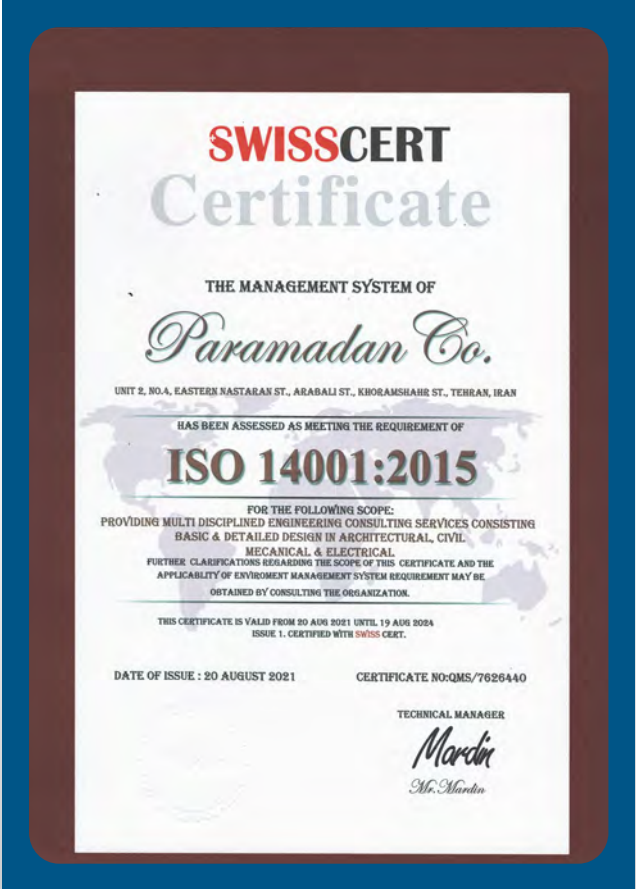 SWISSCERT
Certificate
THE MANAGEMENT SYSTEM OF
Paramadan Co.
UNIT 2, NO.4, EASTERN NASTARAN ST., ARABALI ST., KHORAMSHAHR ST., TEHRAN, IRAN
HAS BEEN ASSESSED AS MEETING THE REQUIREMENT OF
ISO 14001:2015
FOR THE FOLLOWING SCOPE:
PROVIDING MULTI DISCIPLINED ENGINEERING CONSULTING SERVICES CONSISTING
BASIC & DETAILED DESIGN IN ARCHITECTURAL, CIVIL
MECANICAL & ELECTRICAL
FURTHER CLARIFICATIONS REGARDING THE SCOPE OF THIS CERTIFICATE AND THE
APPLICABLITY OF ENVIROMENT MANAGEMENT SYSTEM REQUIREMENT MAY BE
OBTAINED BY CONSULTING THE ORGANIZATION.
THIS CERTIFICATE IS VALID FROM 20 AUG 2021 UNTIL 19 AUG 2024
ISSUE 1. CERTIFIED WITH SWISS CERT.
DATE OF ISSUE : 20 AUGUST 2021
CERTIFICATE NO:QMS/7626440
TECHNICAL MANAGER
Mardin
Mr. Mardin